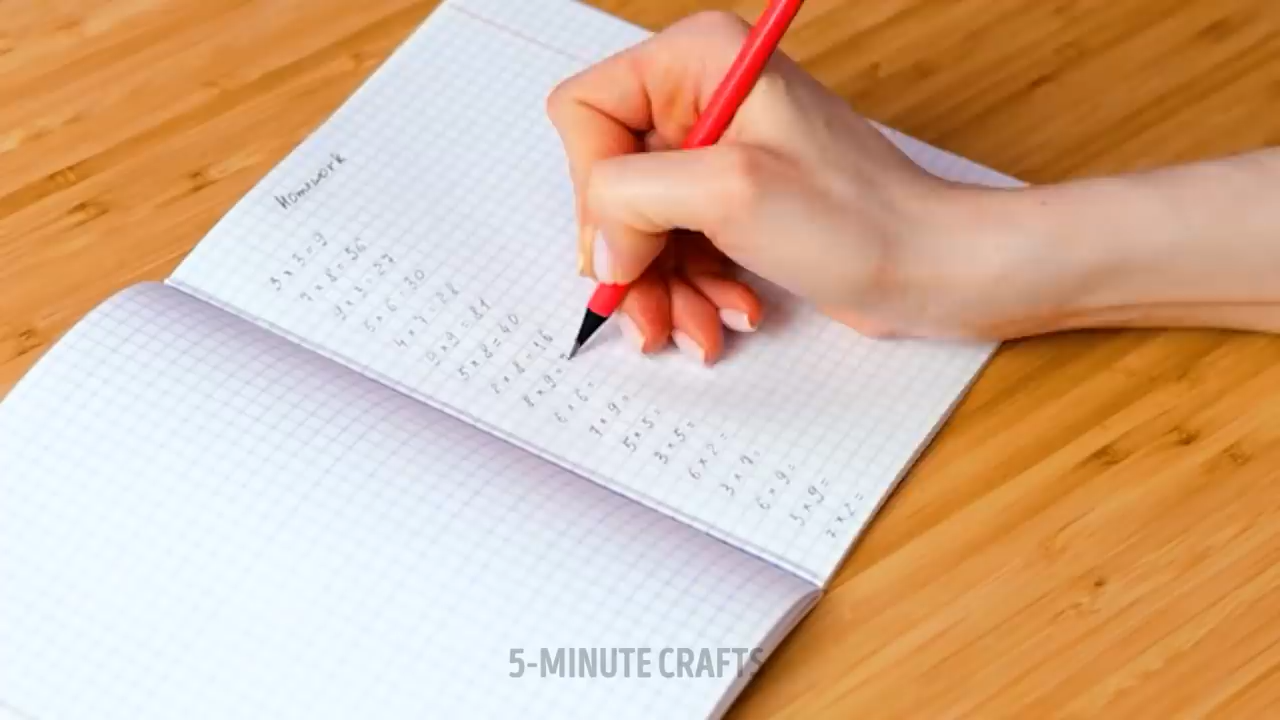 Homework
3 x 3 = 9
7 x 8 = 56
9 x 3 = 27
5 x 6 = 30
4 x 7 = 28
9 x 9 = 81
5 x 8 = 40
2 x 8 = 16
8 x 9 =
6 x 6 =
7 x 9 =
5 x 5 =
3 x 5 =
6 x 2 =
3 x 7 =
6 x 9 =
5 x 9 =
7 x 2 =
5-MINUTE CRAFTS